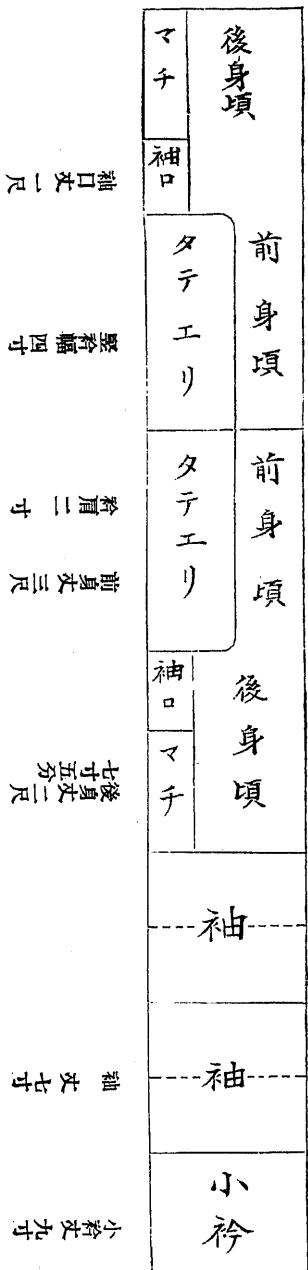 後身頃
マチ
袖口
前身頃
タテエリ
前身頃
タテエリ
後身頃
袖口
マチ
袖
袖
小衿
袖口丈一尺
竪衿幅四寸
衿肩二寸
前身丈三尺
後身丈二尺
七寸五分
袖丈七寸
小衿丈九寸